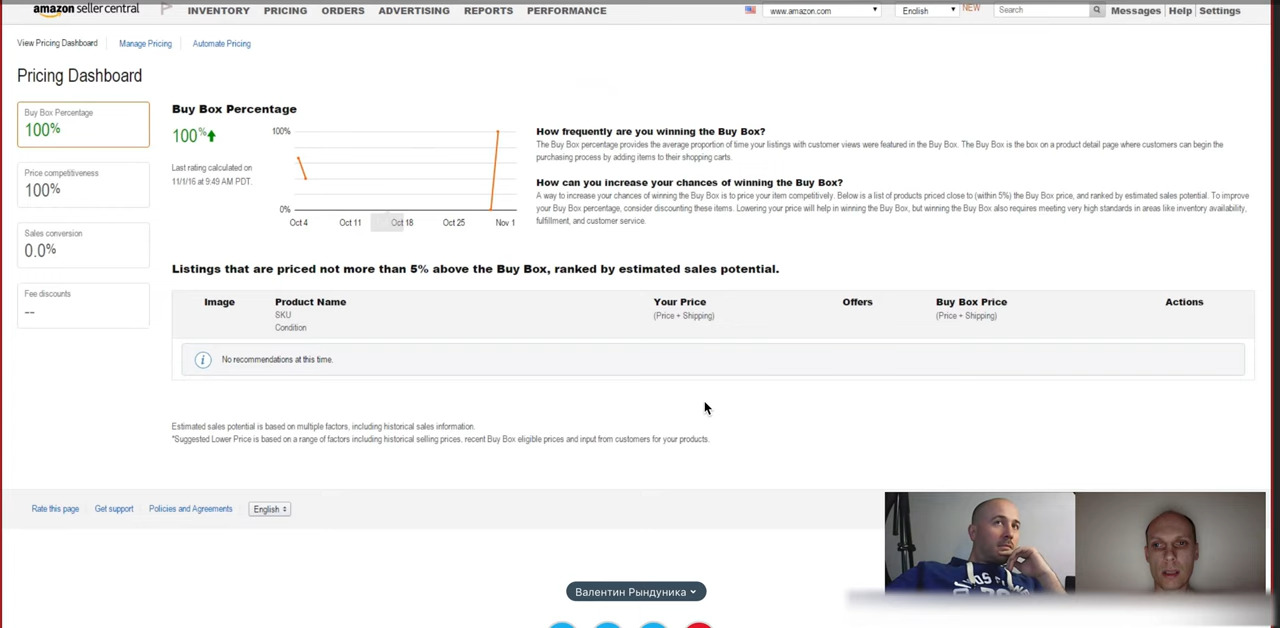 amazon seller central INVENTORY PRICING ORDERS ADVERTISING REPORTS PERFORMANCE www.amazon.com English NEW Search Messages | Help | Settings
View Pricing Dashboard Manage Pricing Automate Pricing
Pricing Dashboard
Buy Box Percentage
100%
Price competitiveness
100%
Sales conversion
0.0%
Fee discounts
--
Buy Box Percentage
100%
Last rating calculated on
11/1/16 at 9:49 AM PDT.
100%
0%
Oct 4 Oct 11 Oct 18 Oct 25 Nov 1
How frequently are you winning the Buy Box?
The Buy Box percentage provides the average proportion of time your listings with customer views were featured in the Buy Box. The Buy Box is the box on a product detail page where customers can begin the
purchasing process by adding items to their shopping carts.
How can you increase your chances of winning the Buy Box?
A way to increase your chances of winning the Buy Box is to price your item competitively. Below is a list of products priced close to (within 5%) the Buy Box price, and ranked by estimated sales potential. To improve
your Buy Box percentage, consider discounting these items. Lowering your price will help in winning the Buy Box, but winning the Buy Box also requires meeting very high standards in areas like inventory availability,
fulfillment, and customer service.
Listings that are priced not more than 5% above the Buy Box, ranked by estimated sales potential.
Image Product Name Your Price Offers Buy Box Price Actions
SKU (Price + Shipping) (Price + Shipping)
Condition
No recommendations at this time.
Estimated sales potential is based on multiple factors, including historical sales information.
*Suggested Lower Price is based on a range of factors including historical selling prices, recent Buy Box eligible prices and input from customers for your products.
Rate this page Get support Policies and Agreements English
Валентин Рындуника